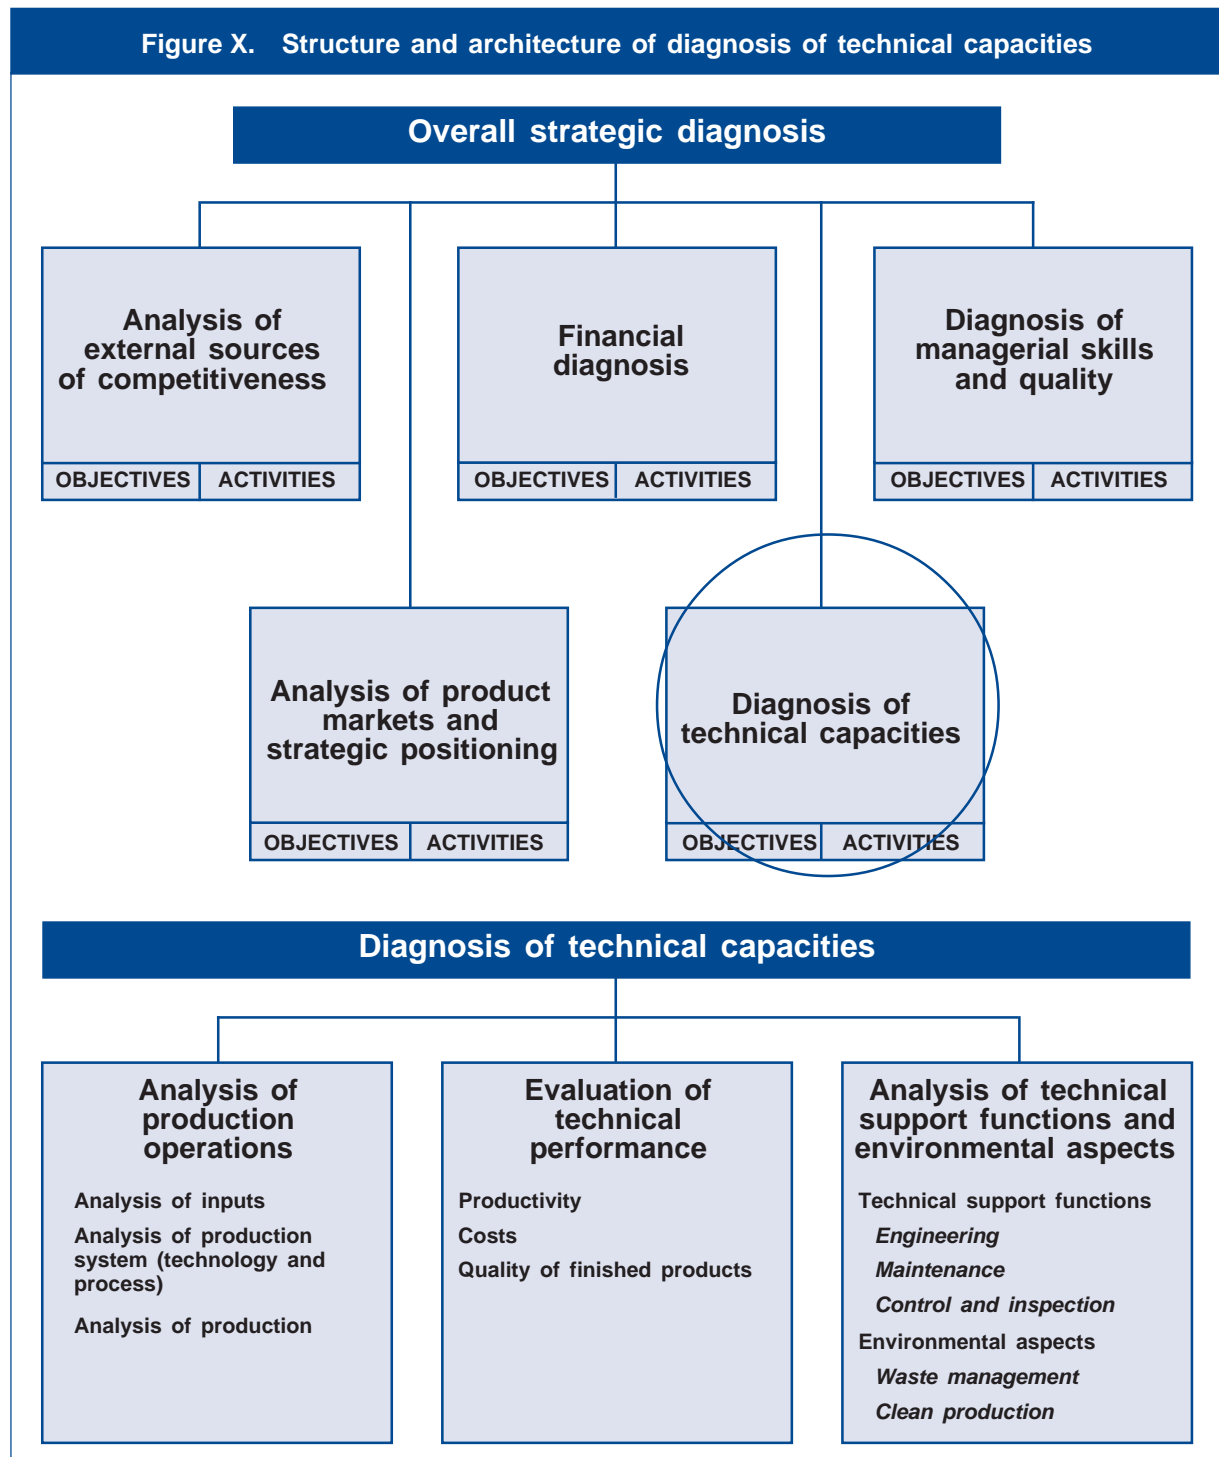 Figure X. Structure and architecture of diagnosis of technical capacities
Overall strategic diagnosis
Analysis of
external sources
of competitiveness
OBJECTIVES ACTIVITIES
Financial
diagnosis
OBJECTIVES ACTIVITIES
Diagnosis of
managerial skills
and quality
OBJECTIVES ACTIVITIES
Analysis of product
markets and
strategic positioning
OBJECTIVES ACTIVITIES
Diagnosis of
technical capacities
OBJECTIVES ACTIVITIES
Diagnosis of technical capacities
Analysis of
production
operations
Analysis of inputs
Analysis of production
system (technology and
process)
Analysis of production
Evaluation of
technical
performance
Productivity
Costs
Quality of finished products
Analysis of technical
support functions and
environmental aspects
Technical support functions
Engineering
Maintenance
Control and inspection
Environmental aspects
Waste management
Clean production